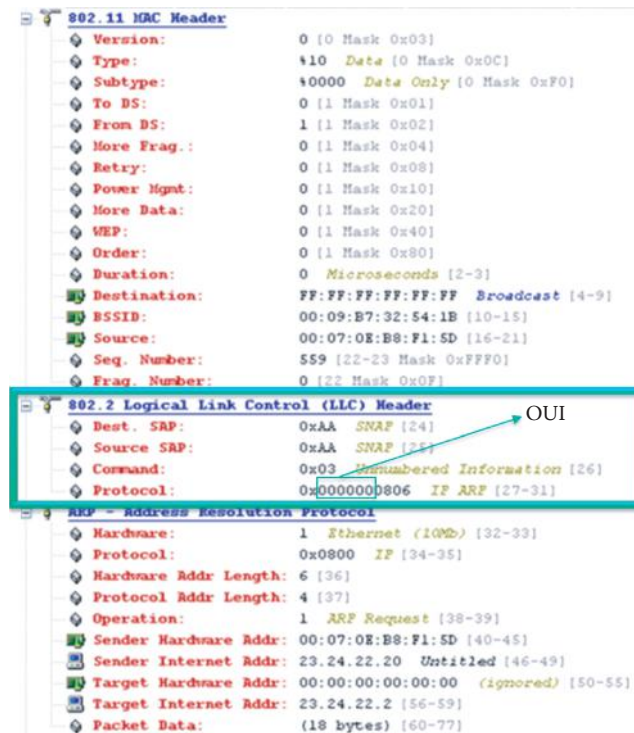 802.11 MAC Header
Version: 0 [0 Mask 0x03]
Type: %10 Data [0 Mask 0x0C]
Subtype: %0000 Data Only [0 Mask 0xF0]
To DS: 0 [1 Mask 0x01]
From DS: 1 [1 Mask 0x02]
More Frag.: 0 [1 Mask 0x04]
Retry: 0 [1 Mask 0x08]
Power Mgmt: 0 [1 Mask 0x10]
More Data: 0 [1 Mask 0x20]
WEP: 0 [1 Mask 0x40]
Order: 0 [1 Mask 0x80]
Duration: 0 Microseconds [2-3]
Destination: FF:FF:FF:FF:FF:FF Broadcast [4-9]
BSSID: 00:09:B7:32:54:1B [10-15]
Source: 00:07:0E:B8:F1:5D [16-21]
Seq. Number: 559 [22-23 Mask 0xFFF0]
Frag. Number: 0 [22 Mask 0x0F]
802.2 Logical Link Control (LLC) Header
OUI
Dest. SAP: 0xAA SNAP [24]
Source SAP: 0xAA SNAP [25]
Command: 0x03 Unnumbered Information [26]
Protocol: 0x0000000806 IP ARP [27-31]
ARP - Address Resolution Protocol
Hardware: 1 Ethernet (10Mb) [32-33]
Protocol: 0x0800 IP [34-35]
Hardware Addr Length: 6 [36]
Protocol Addr Length: 4 [37]
Operation: 1 ARP Request [38-39]
Sender Hardware Addr: 00:07:0E:B8:F1:5D [40-45]
Sender Internet Addr: 23.24.22.20 Untitled [46-49]
Target Hardware Addr: 00:00:00:00:00:00 (ignored) [50-55]
Target Internet Addr: 23.24.22.2 [56-59]
Packet Data: (18 bytes) [60-77]